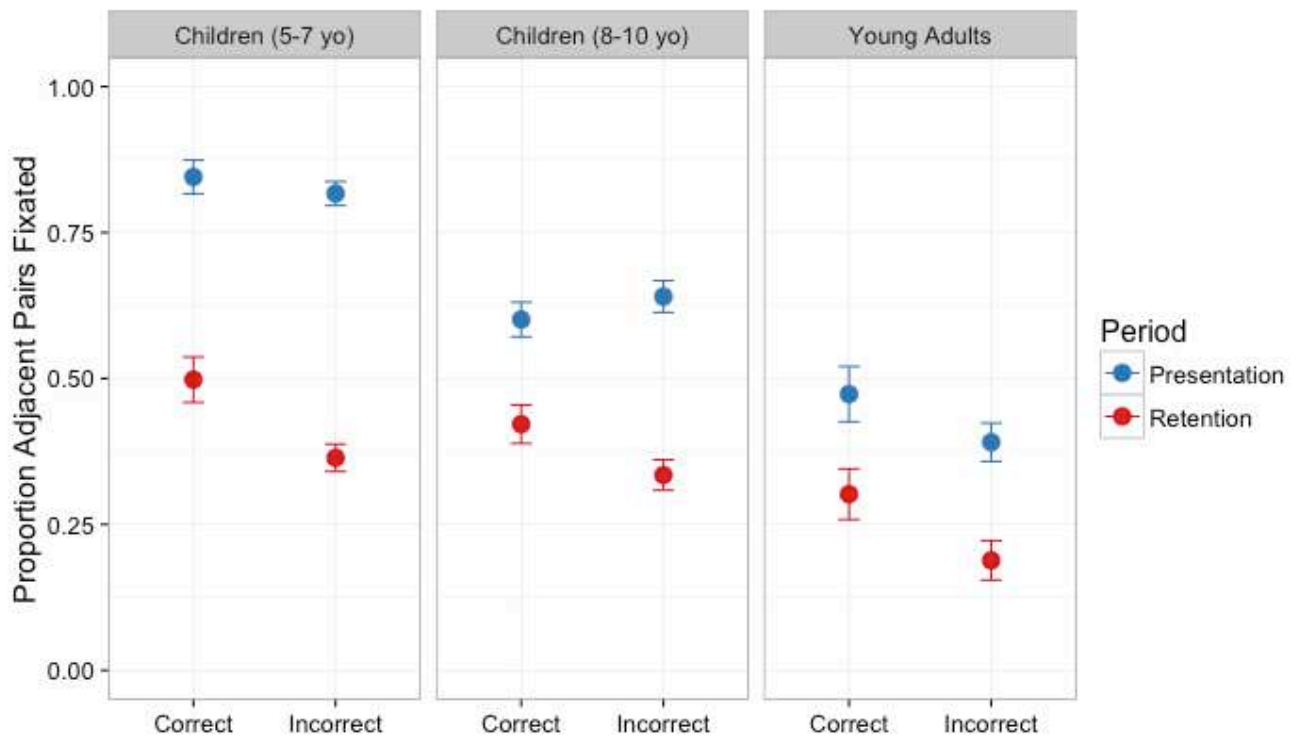 Children (5-7 yo)
Children (8-10 yo)
Young Adults
Proportion Adjacent Pairs Fixated
1.00
0.75
0.50
0.25
0.00
Correct
Incorrect
Correct
Incorrect
Correct
Incorrect
Period
Presentation
Retention